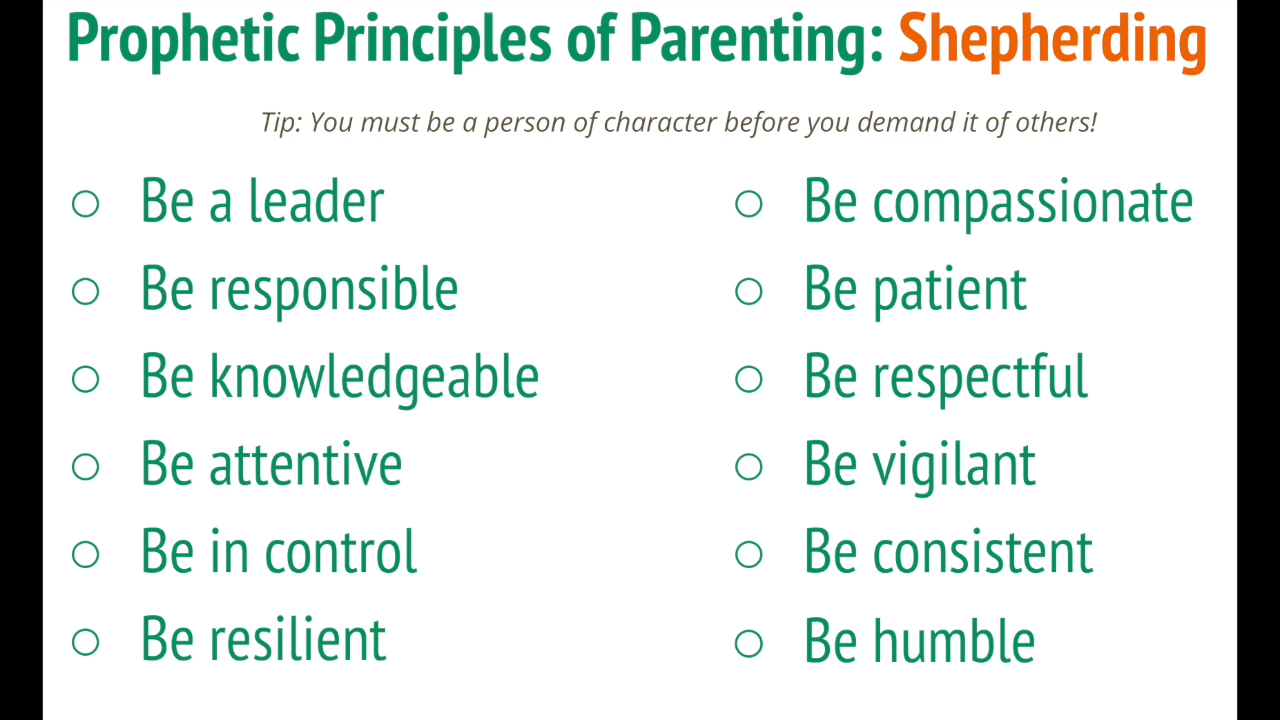 Prophetic Principles of Parenting: Shepherding
Tip: You must be a person of character before you demand it of others!
Be a leader
Be responsible
Be knowledgeable
Be attentive
Be in control
Be resilient
Be compassionate
Be patient
Be respectful
Be vigilant
Be consistent
Be humble